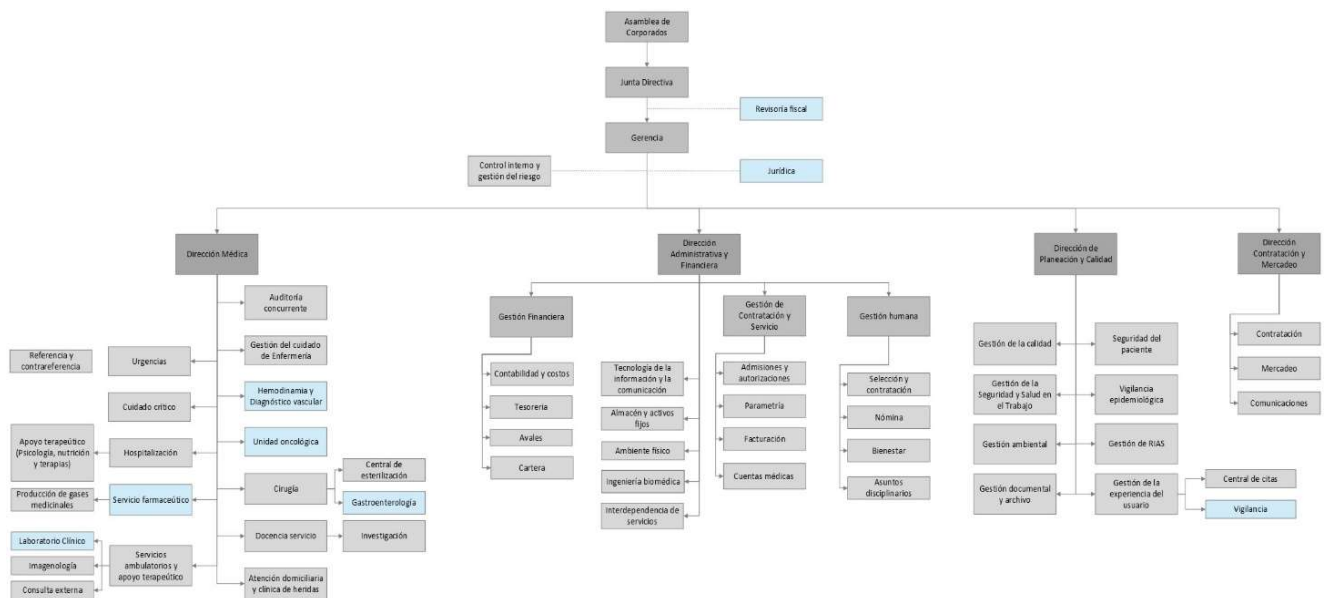 Asamblea de
Corporados
Junta Directiva
Revisoría fiscal
Gerencia
Control interno y
gestión del riesgo
Jurídica
Dirección Médica
Dirección
Administrativa y
Financiera
Dirección de
Planeación y Calidad
Dirección
Contratación y
Mercadeo
Auditoría
concurrente
Referencia y
contrareferencia
Urgencias
Gestión del cuidado
de Enfermería
Cuidado crítico
Hemodinamia y
Diagnóstico vascular
Apoyo terapéutico
(Psicología, nutrición
y terapias)
Hospitalización
Unidad oncológica
Producción de gases
medicinales
Servicio farmaceútico
Cirugía
Central de
esterilización
Gastroenterología
Laboratorio Clínico
Imagenología
Consulta externa
Servicios
ambulatorios y
apoyo terapéutico
Docencia servicio
Investigación
Atención domiciliaria
y clínica de heridas
Gestión Financiera
Gestión de
Contratación y
Servicio
Gestión humana
Contabilidad y costos
Tesorería
Avales
Cartera
Tecnología de la
información y la
comunicación
Almacén y activos
fijos
Ambiente físico
Ingeniería biomédica
Interdependencia de
servicios
Admisiones y
autorizaciones
Parametría
Facturación
Cuentas médicas
Selección y
contratación
Nómina
Bienestar
Asuntos
disciplinarios
Gestión de la calidad
Seguridad del
paciente
Gestión de la
Seguridad y Salud en
el Trabajo
Vigilancia
epidemiológica
Gestión ambiental
Gestión de RIAS
Gestión documental
y archivo
Gestión de la
experiencia del
usuario
Central de citas
Vigilancia
Contratación
Mercadeo
Comunicaciones